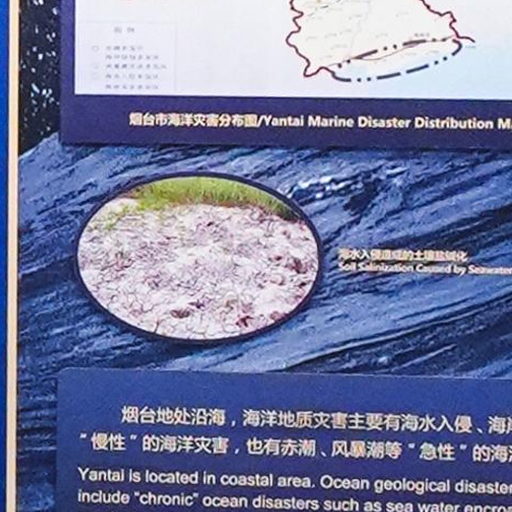 烟台市海洋灾害分布图/Yantai Marine Disaster Distribution M
海水入侵造成的土壤盐碱化
Soil Salinization Caused by Seawater
烟台地处沿海，海洋地质灾害主要有海水入侵、海岸
"慢性"的海洋灾害，也有赤潮、风暴潮等"急性"的海洋
Yantai is located in coastal area. Ocean geological disaster
include "chronic" ocean disasters such as sea water encro